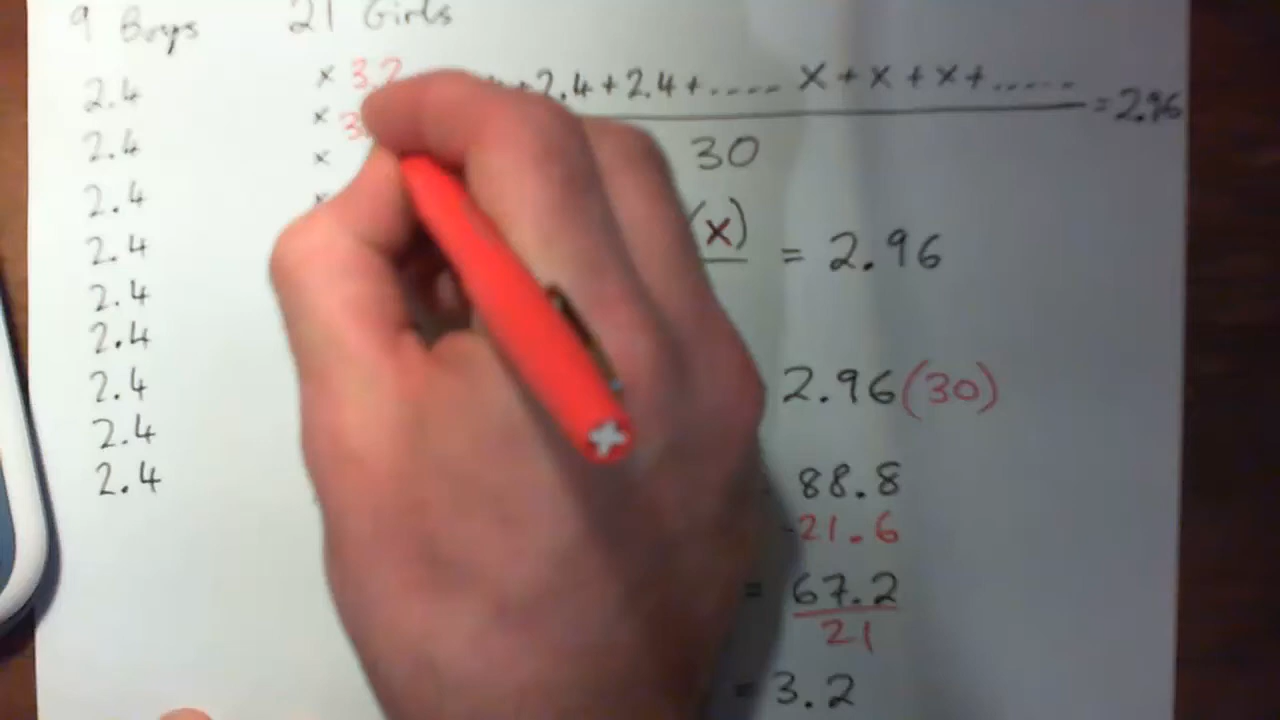 9 Boys 21 Girls
2.4 x 3.2 +2.4+2.4+..... x+x+x+..... = 2.96
2.4 x 3. 30
2.4 x
2.4 (x) = 2.96
2.4
2.4
2.4 2.96(30)
2.4
2.4 88.8
-21.6
= 67.2
21
= 3.2